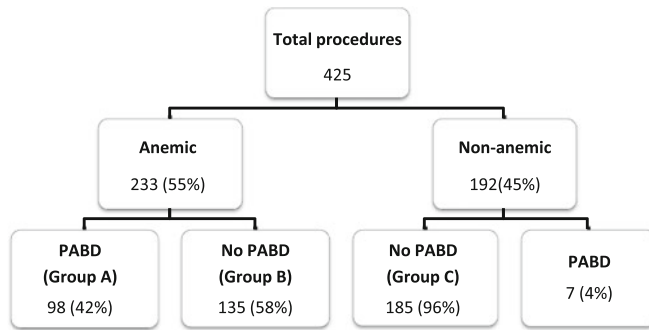 Total procedures
425
Anemic
233 (55%)
Non-anemic
192(45%)
PABD
(Group A)
98 (42%)
No PABD
(Group B)
135 (58%)
No PABD
(Group C)
185 (96%)
PABD
7 (4%)